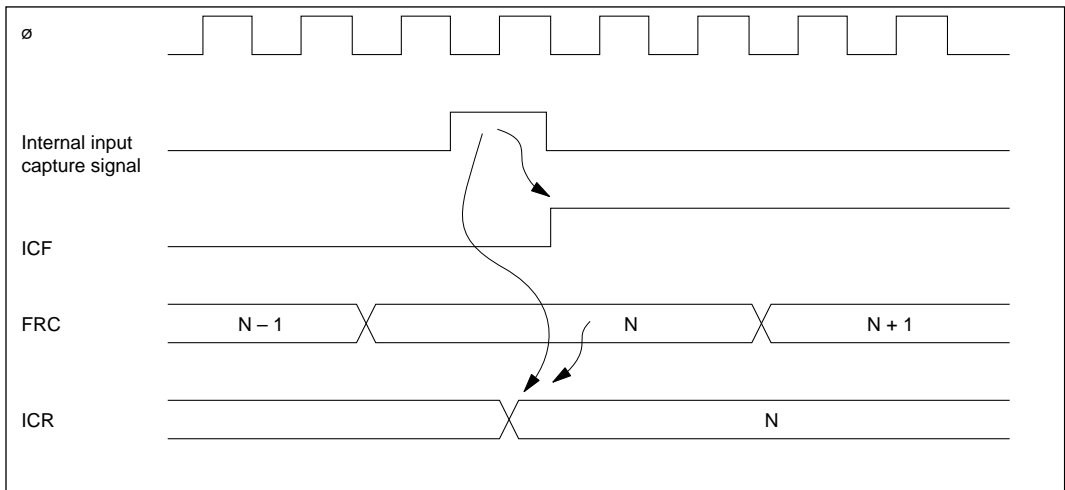 ø
Internal input
capture signal
ICF
FRC
N – 1
N
N + 1
ICR
N